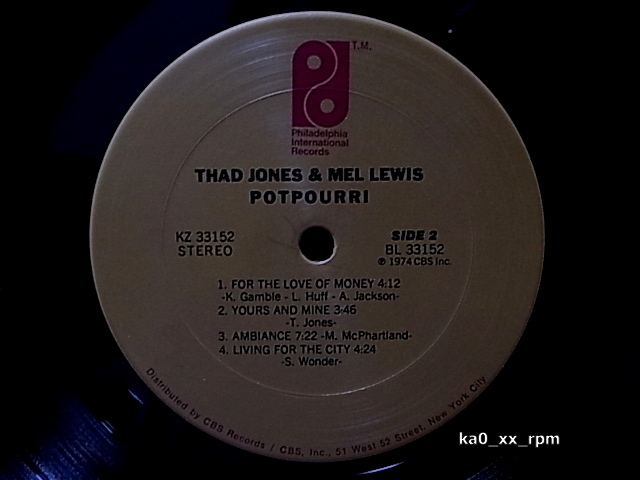 T.M.
Philadelphia
International
Records
THAD JONES & MEL LEWIS
POTPOURRI
KZ 33152
STEREO
SIDE 2
BL 33152
℗ 1974 CBS Inc.
1. FOR THE LOVE OF MONEY 4:12
-K. Gamble - L. Huff - A. Jackson-
2. YOURS AND MINE 3:46
-T. Jones-
3. AMBIANCE 7:22 -M. McPhartland-
4. LIVING FOR THE CITY 4:24
-S. Wonder-
Distributed by CBS Records / CBS, Inc., 51 West 52 Street, New York City
ka0_xx_rpm